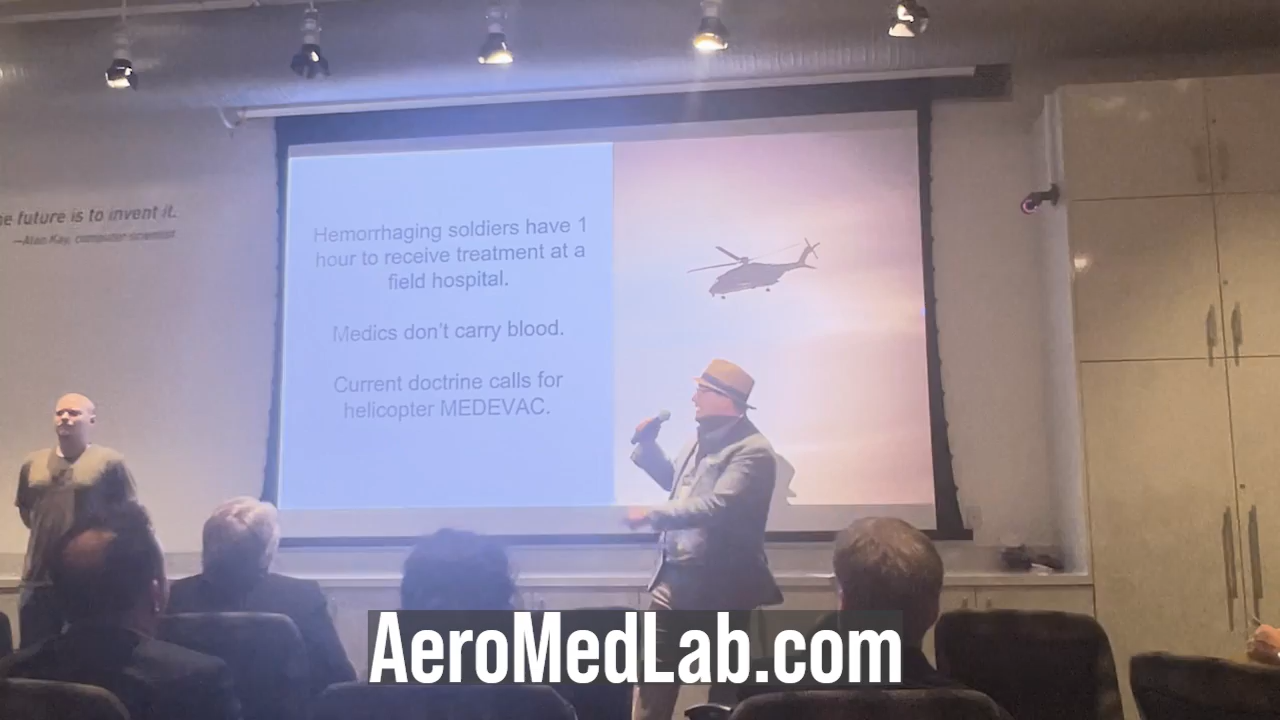 e future is to invent it.
—Alan Kay, computer scientist
Hemorrhaging soldiers have 1
hour to receive treatment at a
field hospital.
Medics don't carry blood.
Current doctrine calls for
helicopter MEDEVAC.
AeroMedLab.com